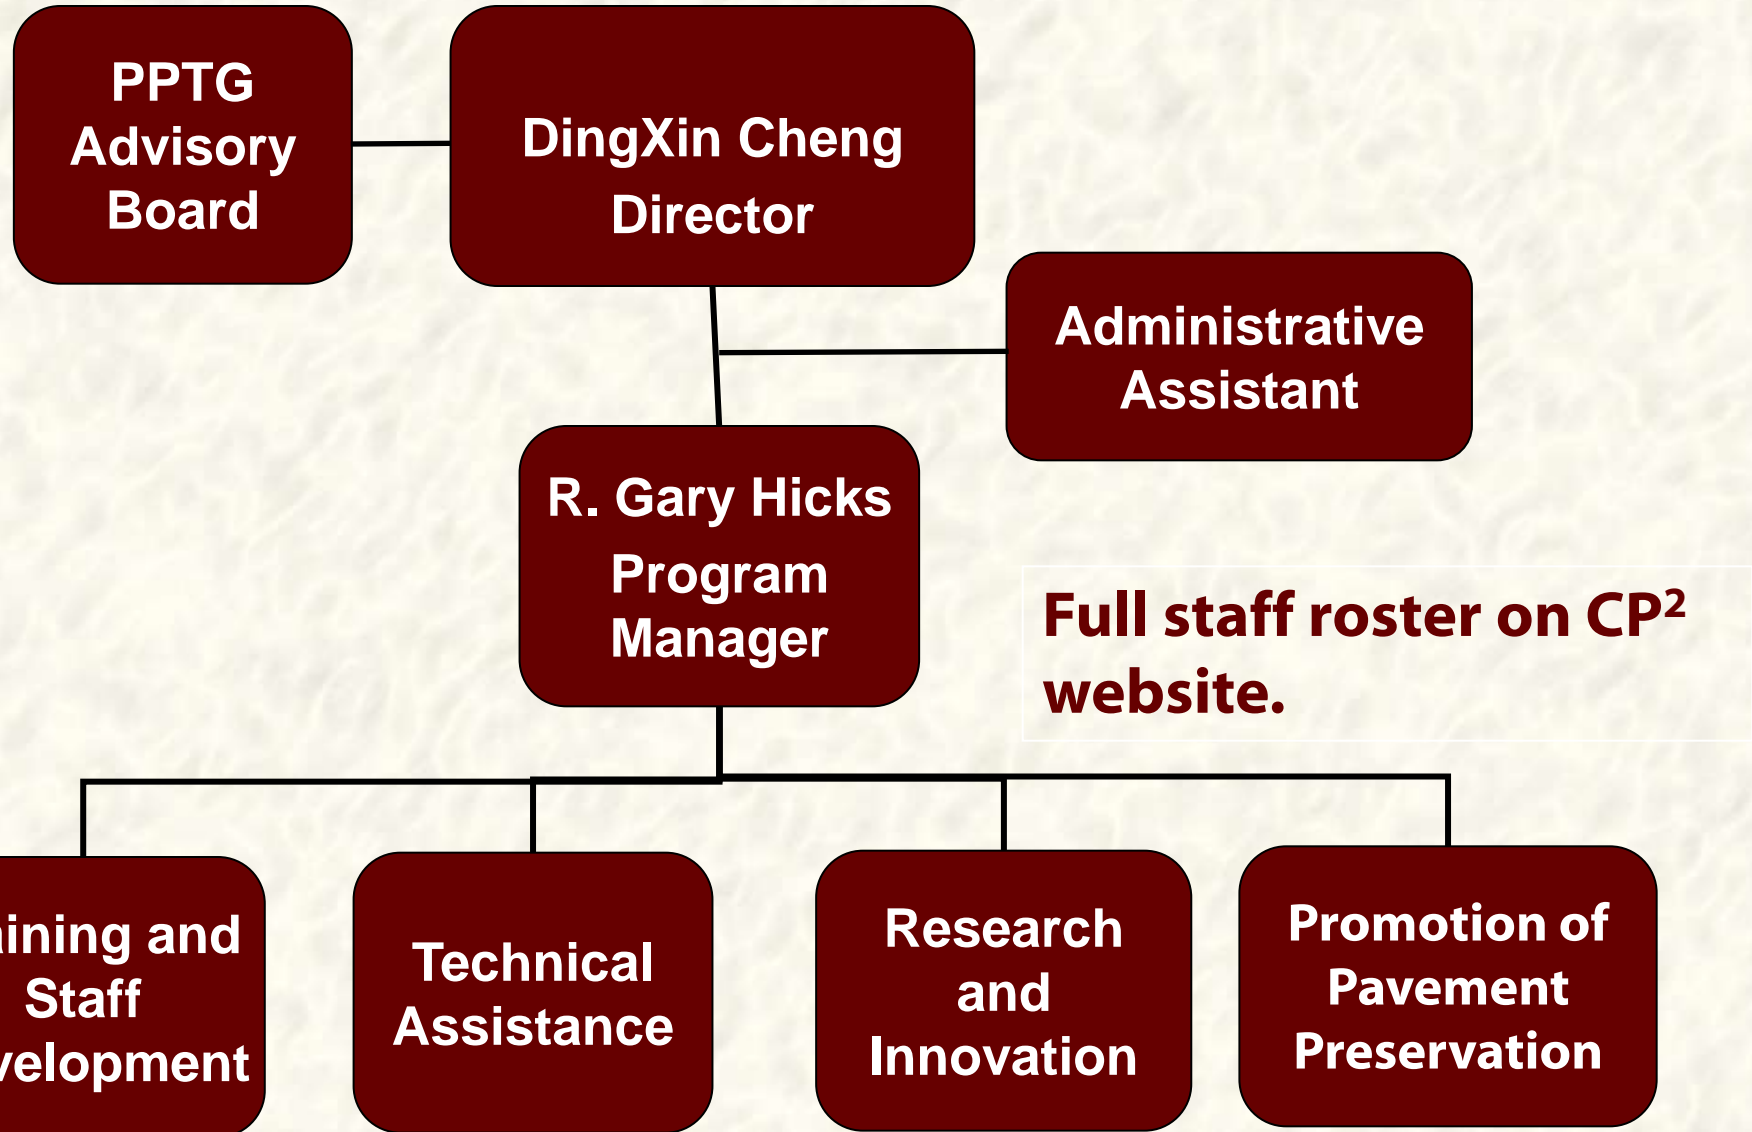 PPTG
Advisory
Board
DingXin Cheng
Director
Administrative
Assistant
R. Gary Hicks
Program
Manager
Full staff roster on CP²
website.
and
Staff
Technical
Assistance
Research
and
Innovation
Promotion of
Pavement
Preservation